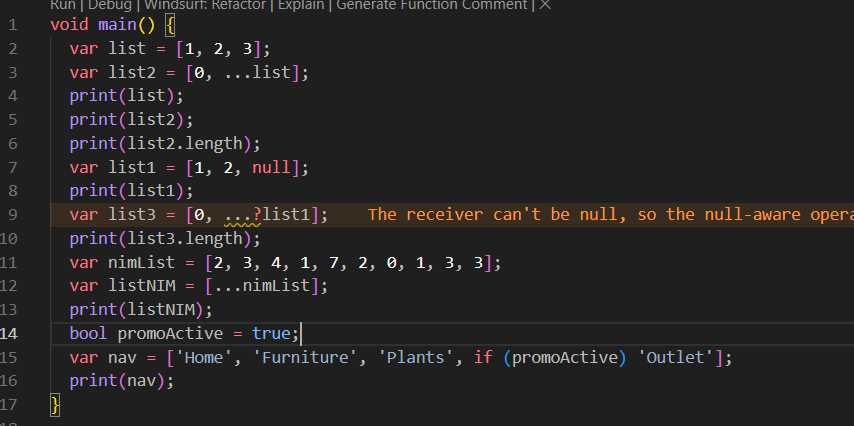 Run | Debug | Windsurf: Refactor | Explain | Generate Function Comment | ×
1 void main() {
2 var list = [1, 2, 3];
3 var list2 = [0, ...list];
4 print(list);
5 print(list2);
6 print(list2.length);
7 var list1 = [1, 2, null];
8 print(list1);
9 var list3 = [0, ...?list1]; The receiver can't be null, so the null-aware opera
10 print(list3.length);
11 var nimList = [2, 3, 4, 1, 7, 2, 0, 1, 3, 3];
12 var listNIM = [...nimList];
13 print(listNIM);
14 bool promoActive = true;
15 var nav = ['Home', 'Furniture', 'Plants', if (promoActive) 'Outlet'];
16 print(nav);
17 }